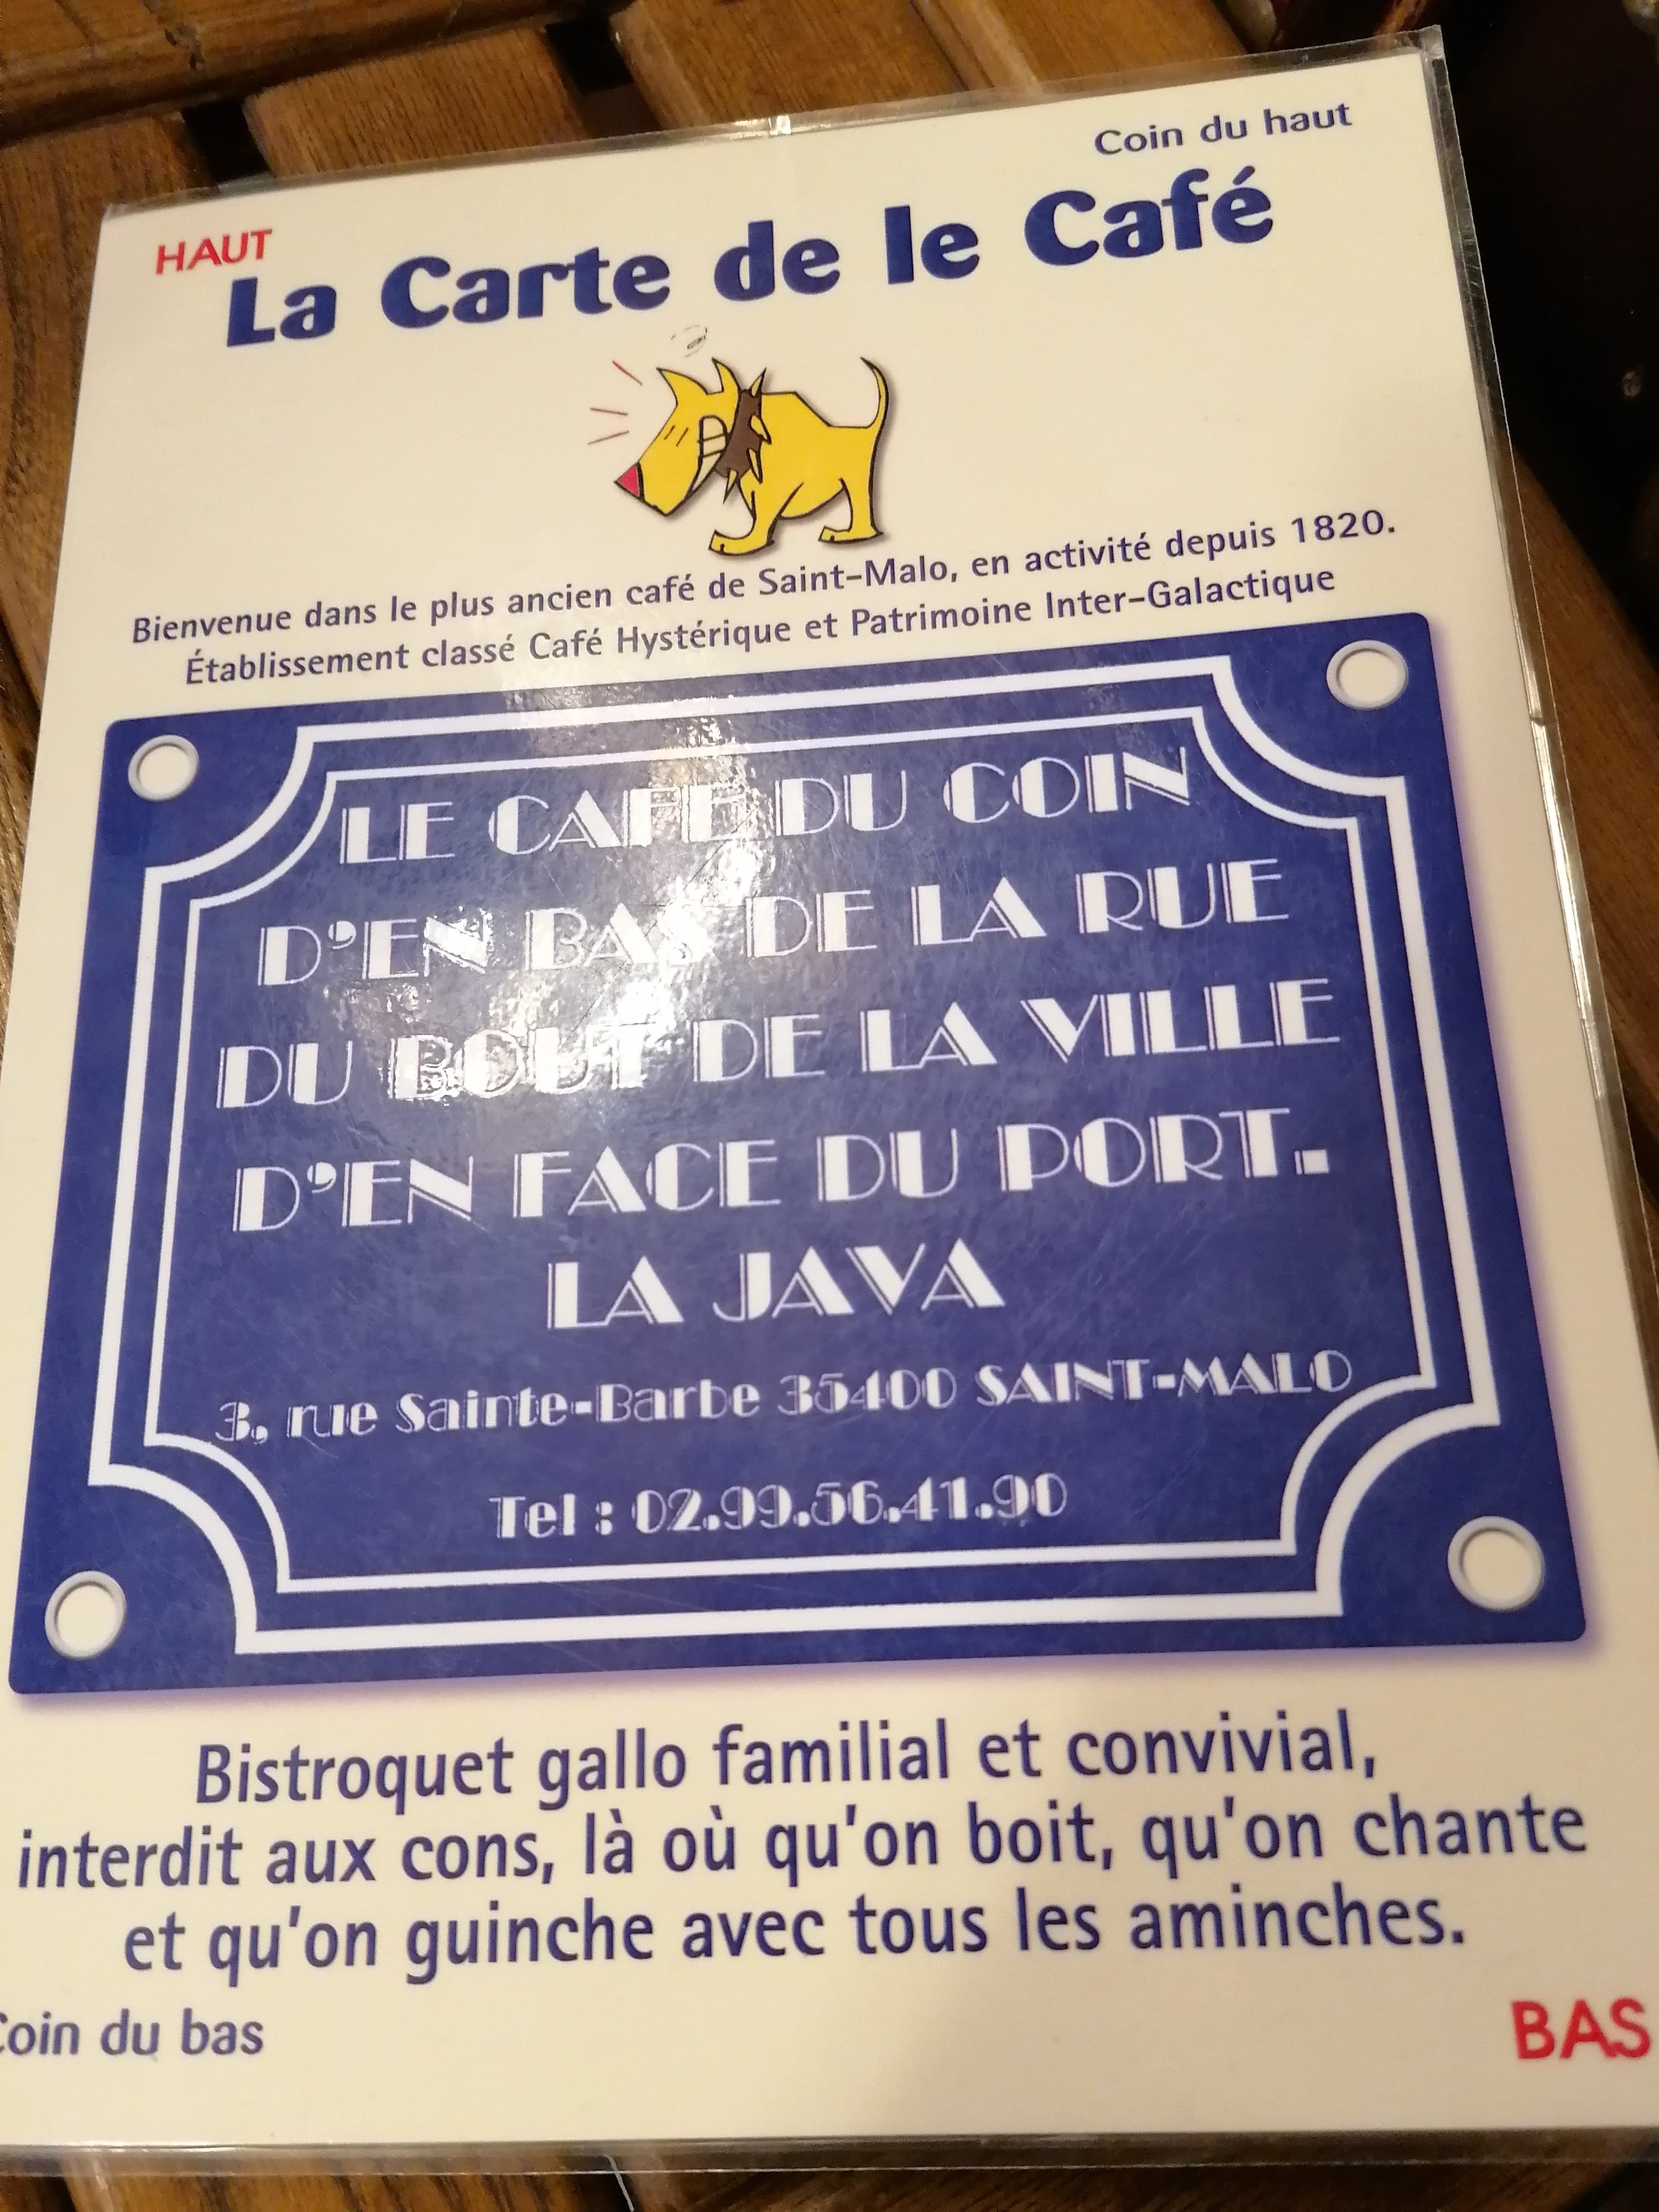 Coin du haut
HAUT
La Carte de le Café
Bienvenue dans le plus ancien café de Saint-Malo, en activité depuis 1820.
Établissement classé Café Hystérique et Patrimoine Inter-Galactique
LE CAFE DU COIN
D'EN BAS DE LA RUE
DU BOUT DE LA VILLE
D'EN FACE DU PORT.
LA JAVA
3, rue Sainte-Barbe 35400 SAINT-MALO
Tel : 02.99.56.41.90
Bistroquet gallo familial et convivial,
interdit aux cons, là où qu'on boit, qu'on chante
et qu'on guinche avec tous les aminches.
Coin du bas
BAS